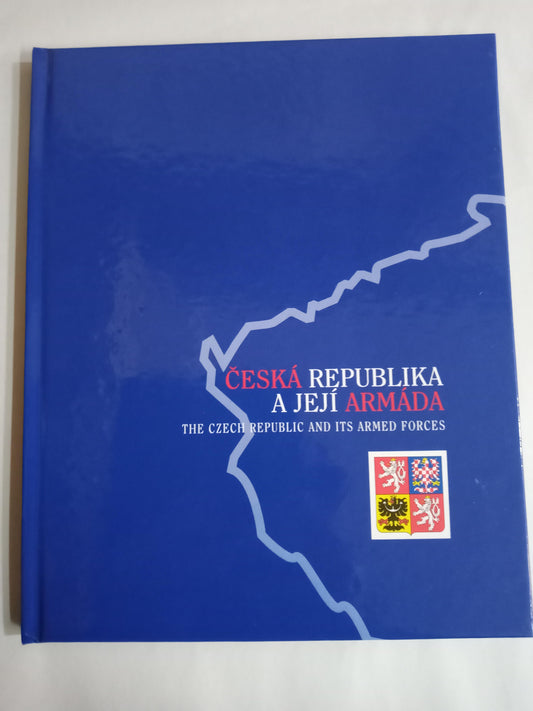 ČESKÁ REPUBLIKA
A JEJÍ ARMÁDA
THE CZECH REPUBLIC AND ITS ARMED FORCES